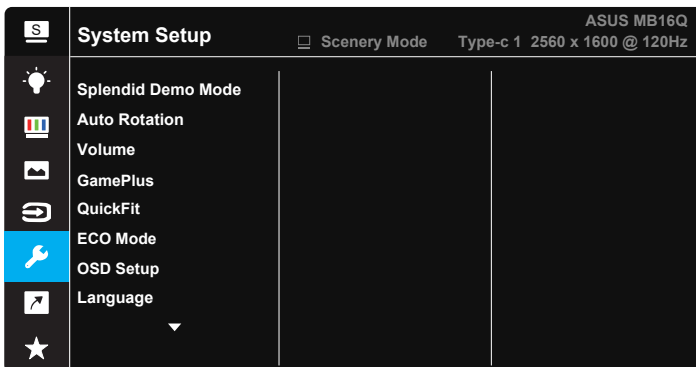 S
System Setup
Scenery Mode
ASUS MB16Q
Type-c 1 2560 x 1600 @ 120Hz
Splendid Demo Mode
Auto Rotation
Volume
GamePlus
QuickFit
ECO Mode
OSD Setup
Language